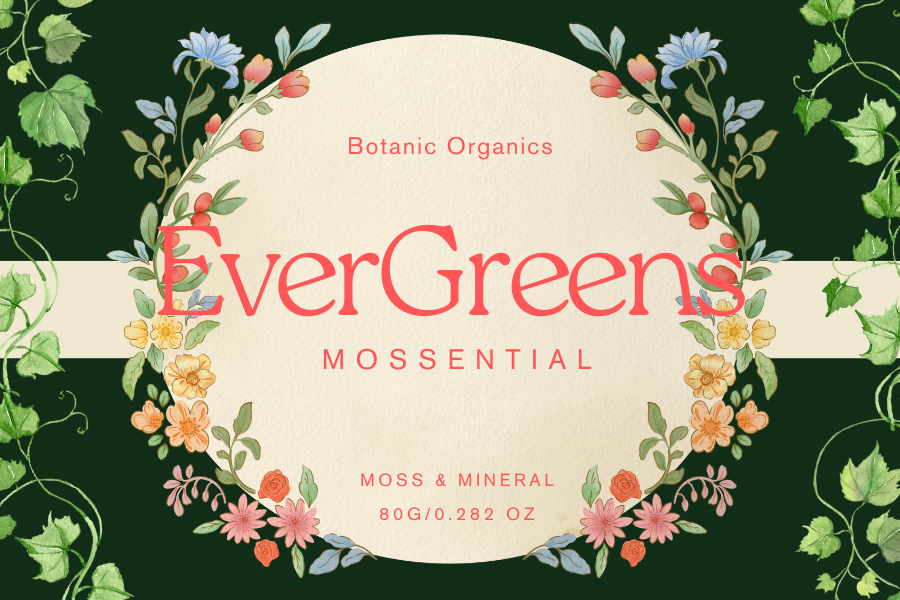 Botanic Organics
EverGreens
MOSSENTIAL
MOSS & MINERAL
80G/0.282 OZ